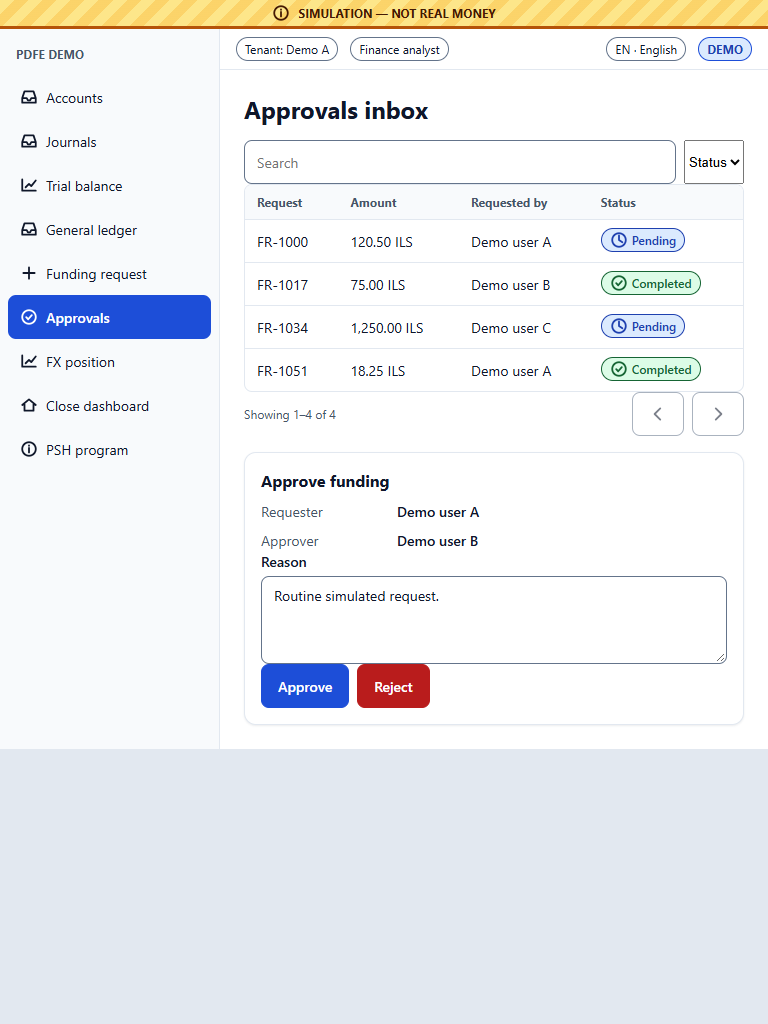 SIMULATION — NOT REAL MONEY
PDFE DEMO
Accounts
Journals
Trial balance
General ledger
Funding request
Approvals
FX position
Close dashboard
PSH program
Tenant: Demo A Finance analyst EN · English DEMO
Approvals inbox
Search Status
Request Amount Requested by Status
FR-1000 120.50 ILS Demo user A Pending
FR-1017 75.00 ILS Demo user B Completed
FR-1034 1,250.00 ILS Demo user C Pending
FR-1051 18.25 ILS Demo user A Completed
Showing 1–4 of 4
Approve funding
Requester Demo user A
Approver Demo user B
Reason
Routine simulated request.
Approve Reject